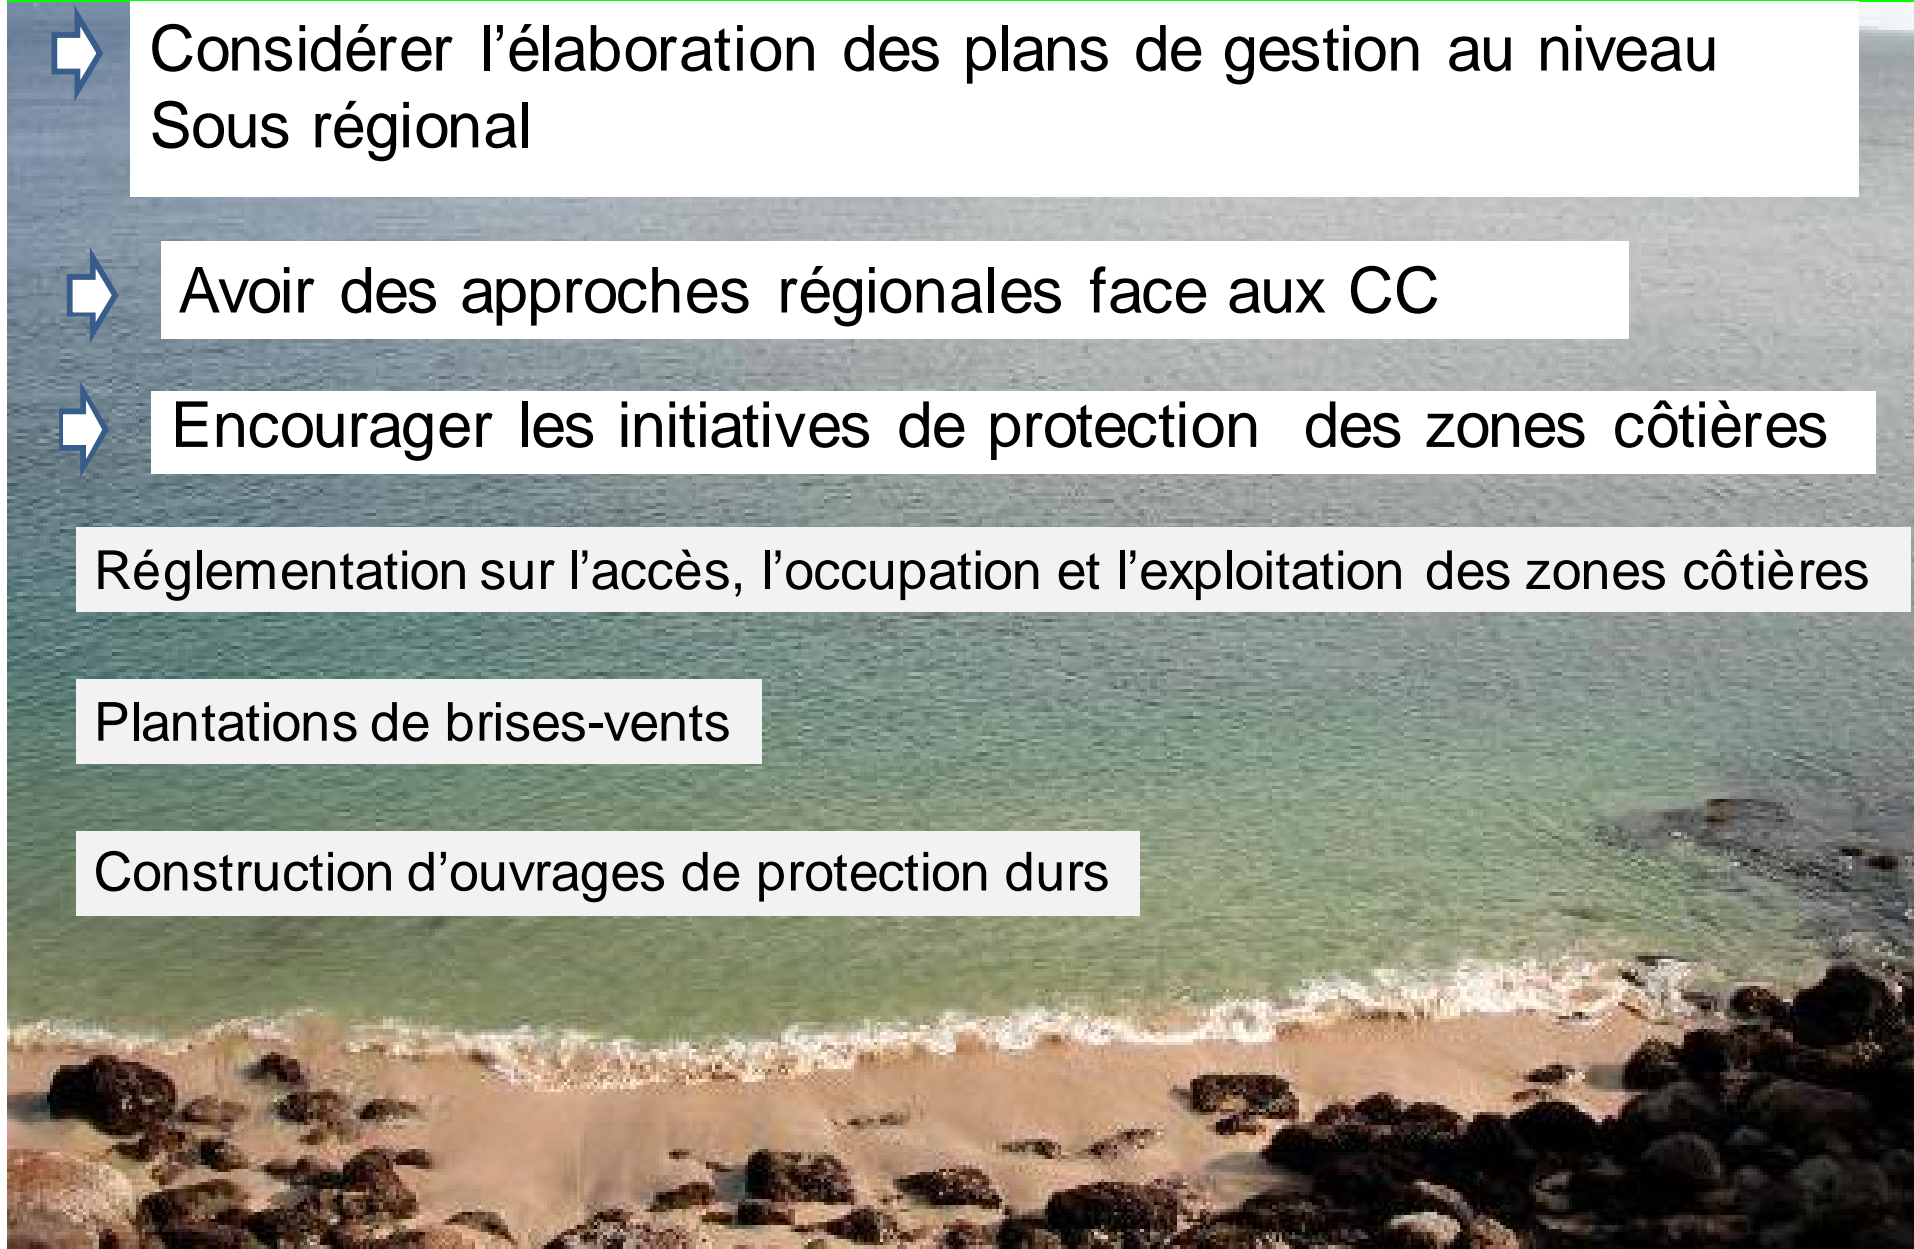 Considérer l’élaboration des plans de gestion au niveau
Sous régional
Avoir des approches régionales face aux CC
Encourager les initiatives de protection des zones côtières
Réglementation sur l’accès, l’occupation et l’exploitation des zones côtières
Plantations de brises-vents
Construction d’ouvrages de protection durs